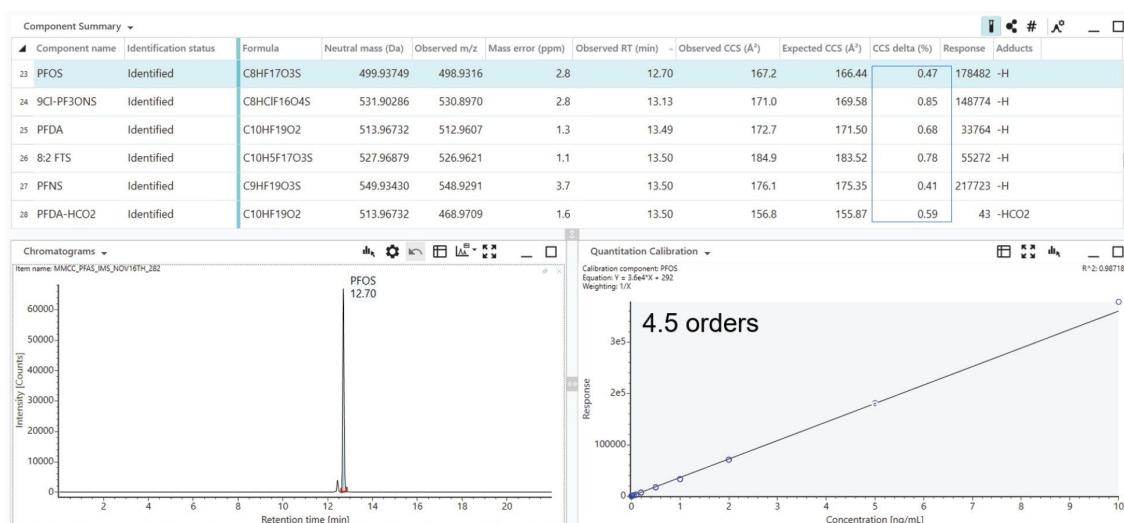 Component Summary
Component name Identification status Formula Neutral mass (Da) Observed m/z Mass error (ppm) Observed RT (min) Observed CCS (Å²) Expected CCS (Å²) CCS delta (%) Response Adducts
23 PFOS Identified C8HF17O3S 499.93749 498.9316 2.8 12.70 167.2 166.44 0.47 178482 -H
24 9Cl-PF3ONS Identified C8HClF16O4S 531.90286 530.8970 2.8 13.13 171.0 169.58 0.85 148774 -H
25 PFDA Identified C10HF19O2 513.96732 512.9607 1.3 13.49 172.7 171.50 0.68 33764 -H
26 8:2 FTS Identified C10H5F17O3S 527.96879 526.9621 1.1 13.50 184.9 183.52 0.78 55272 -H
27 PFNS Identified C9HF19O3S 549.93430 548.9291 3.7 13.50 176.1 175.35 0.41 217723 -H
28 PFDA-HCO2 Identified C10HF19O2 513.96732 468.9709 1.6 13.50 156.8 155.87 0.59 43 -HCO2
Chromatograms
Item name: MMCC_PFAS_IMS_NOV16TH_282
PFOS
12.70
60000
50000
40000
30000
20000
10000
0
Intensity [Counts]
2 4 6 8 10 12 14 16 18 20
Retention time [min]
Quantitation Calibration
Calibration component: PFOS
Equation: Y = 3.6e4*X + 292
Weighting: 1/X
R^2: 0.98718
4.5 orders
3e5
2e5
100000
0
Response
0 1 2 3 4 5 6 7 8 9 10
Concentration [ng/mL]